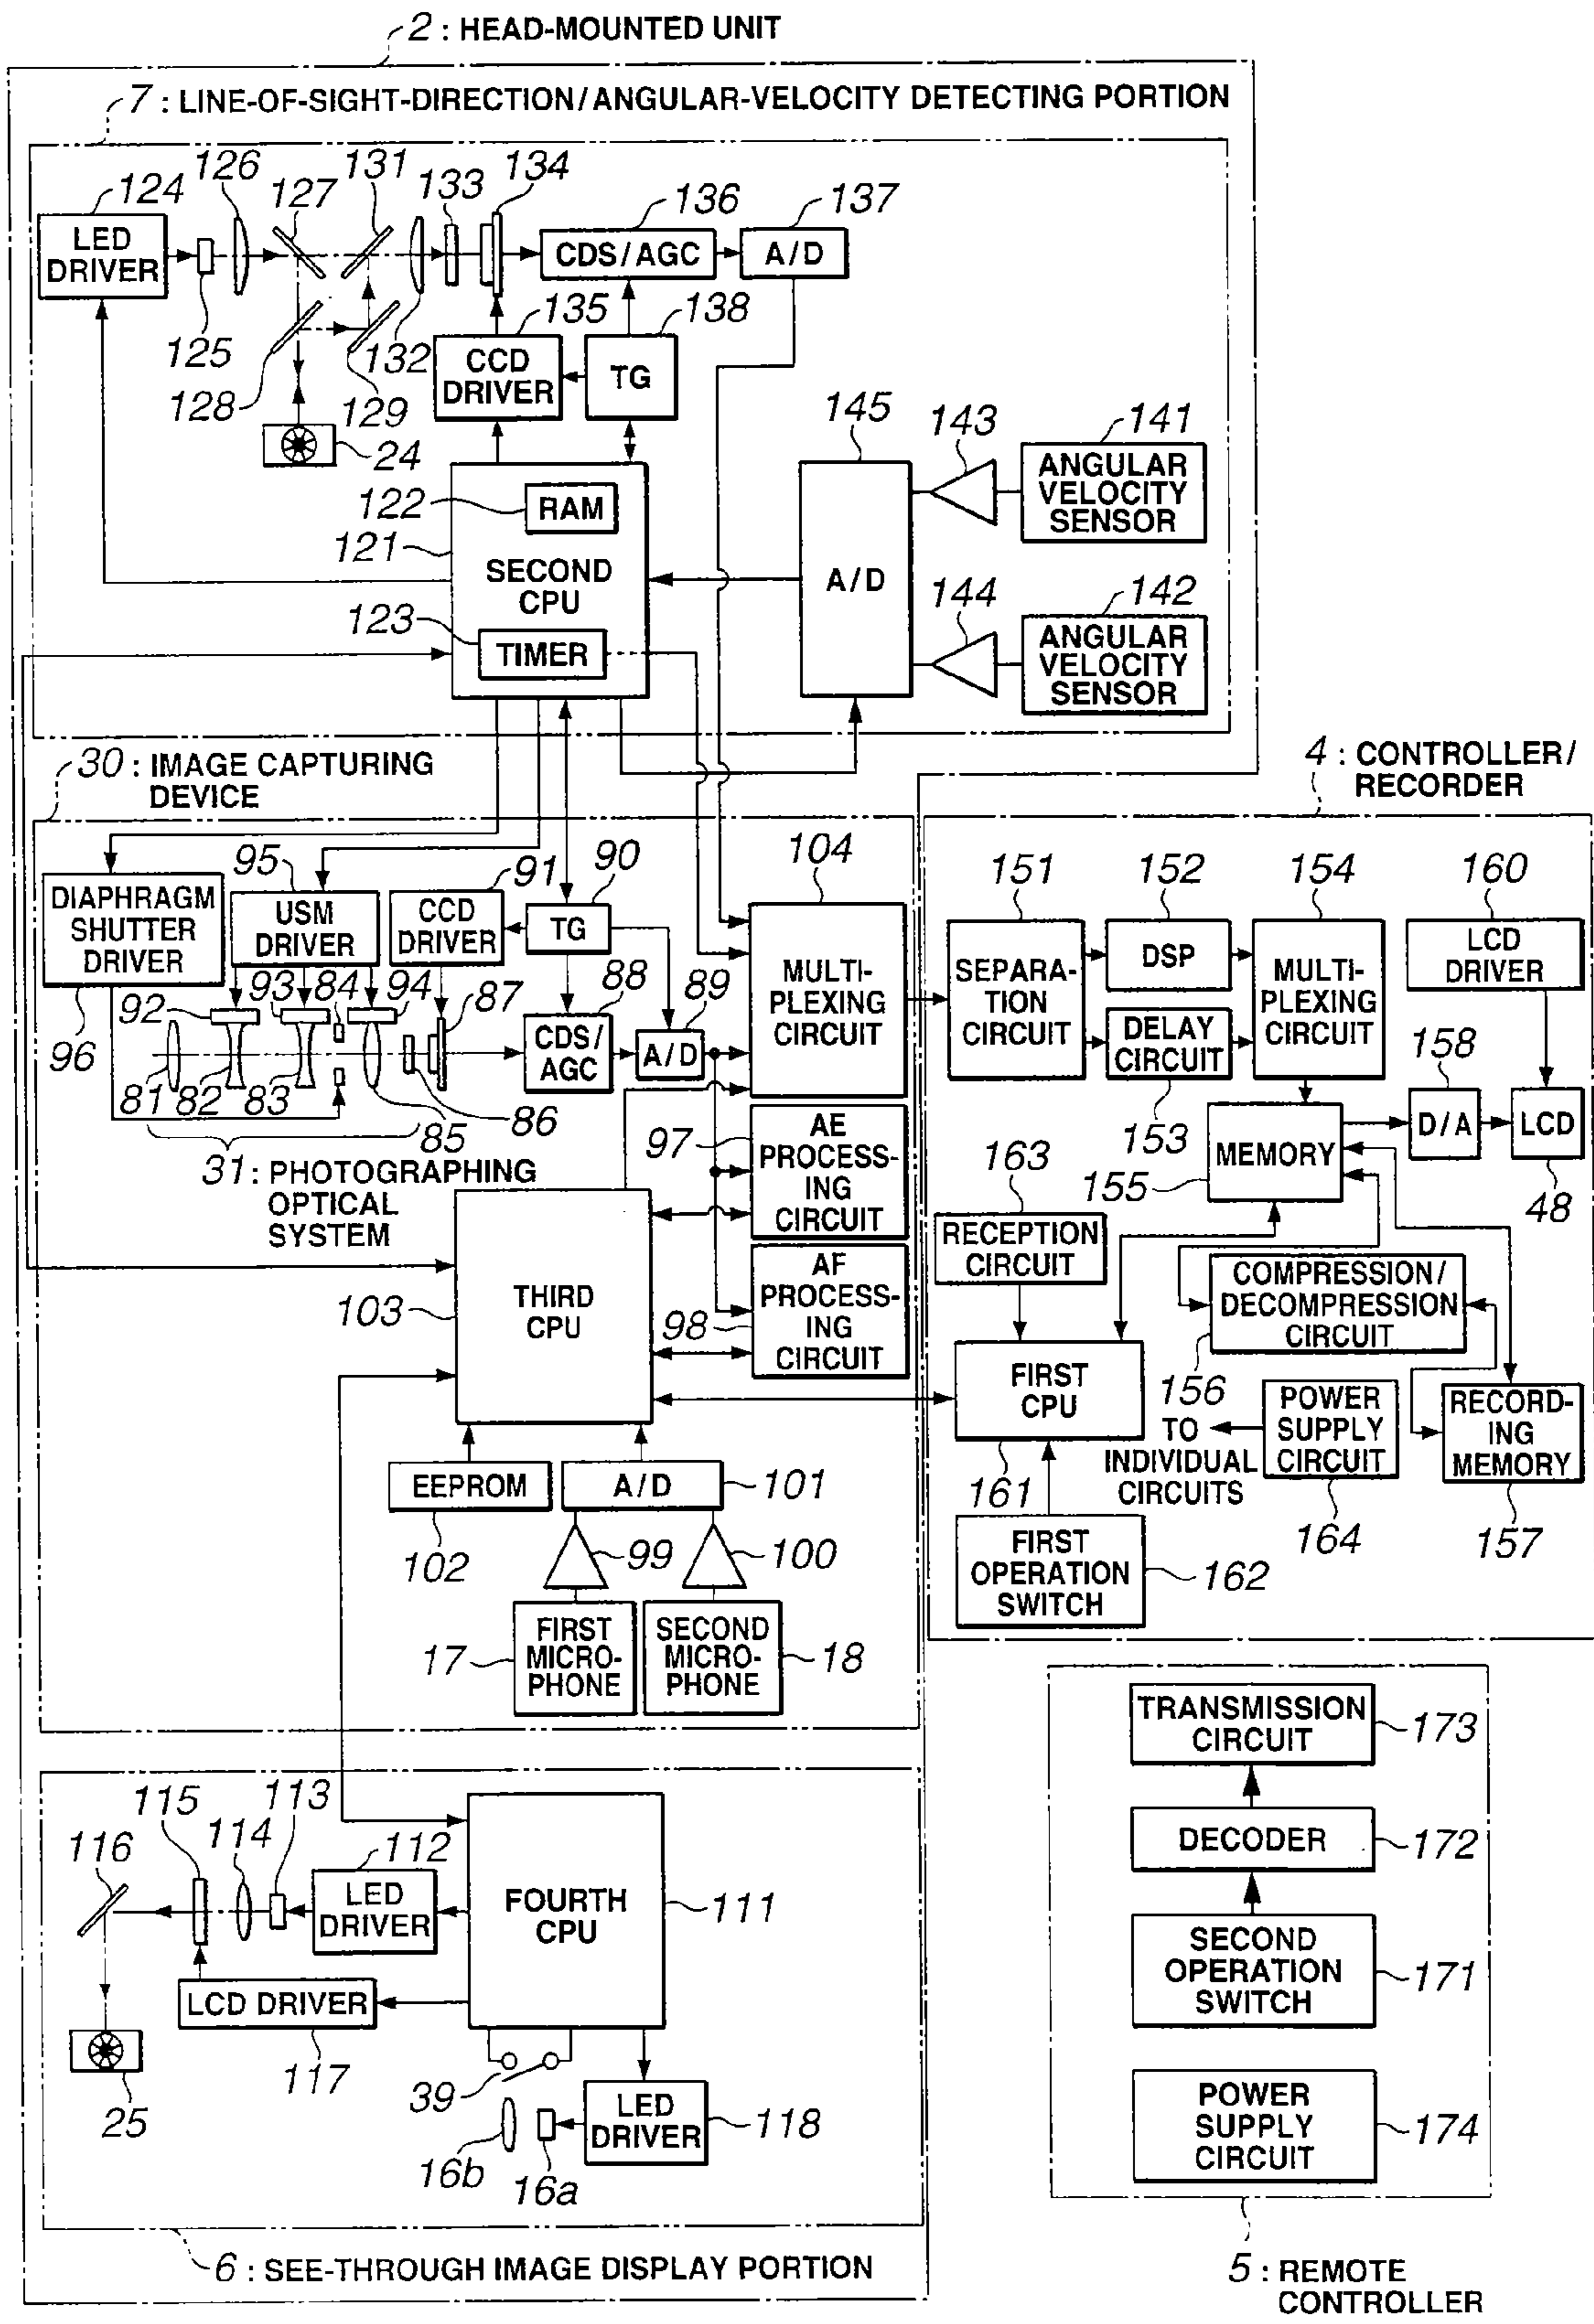 2 : HEAD-MOUNTED UNIT
7 : LINE-OF-SIGHT-DIRECTION/ANGULAR-VELOCITY DETECTING PORTION
124
126
127
131
133
134
136
137
LED
DRIVER
CDS/AGC
A/D
125
128
129
132
135
138
24
CCD
DRIVER
TG
145
143
141
ANGULAR
VELOCITY
SENSOR
122
RAM
121
SECOND
CPU
A/D
144
142
123
TIMER
ANGULAR
VELOCITY
SENSOR
30 : IMAGE CAPTURING
DEVICE
4 : CONTROLLER/
RECORDER
95
91
90
104
151
152
154
160
DIAPHRAGM
SHUTTER
DRIVER
USM
DRIVER
CCD
DRIVER
TG
MULTI-
PLEXING
CIRCUIT
SEPARA-
TION
CIRCUIT
DSP
MULTI-
PLEXING
CIRCUIT
LCD
DRIVER
92
93
84
94
87
88
89
CDS/
AGC
A/D
DELAY
CIRCUIT
158
96
81
82
83
85
86
153
D/A
LCD
31 : PHOTOGRAPHING
OPTICAL
SYSTEM
97
AE
PROCESS-
ING
CIRCUIT
163
MEMORY
155
48
RECEPTION
CIRCUIT
103
THIRD
CPU
98
AF
PROCESS-
ING
CIRCUIT
COMPRESSION/
DECOMPRESSION
CIRCUIT
FIRST
CPU
156
TO
INDIVIDUAL
CIRCUITS
POWER
SUPPLY
CIRCUIT
RECORD-
ING
MEMORY
EEPROM
A/D
101
161
164
157
102
99
100
FIRST
OPERATION
SWITCH
162
17
FIRST
MICRO-
PHONE
SECOND
MICRO-
PHONE
18
TRANSMISSION
CIRCUIT
173
115
113
114
116
112
DECODER
172
LED
DRIVER
FOURTH
CPU
111
SECOND
OPERATION
SWITCH
171
LCD DRIVER
25
117
39
LED
DRIVER
118
16b
16a
POWER
SUPPLY
CIRCUIT
174
6 : SEE-THROUGH IMAGE DISPLAY PORTION
5 : REMOTE
CONTROLLER